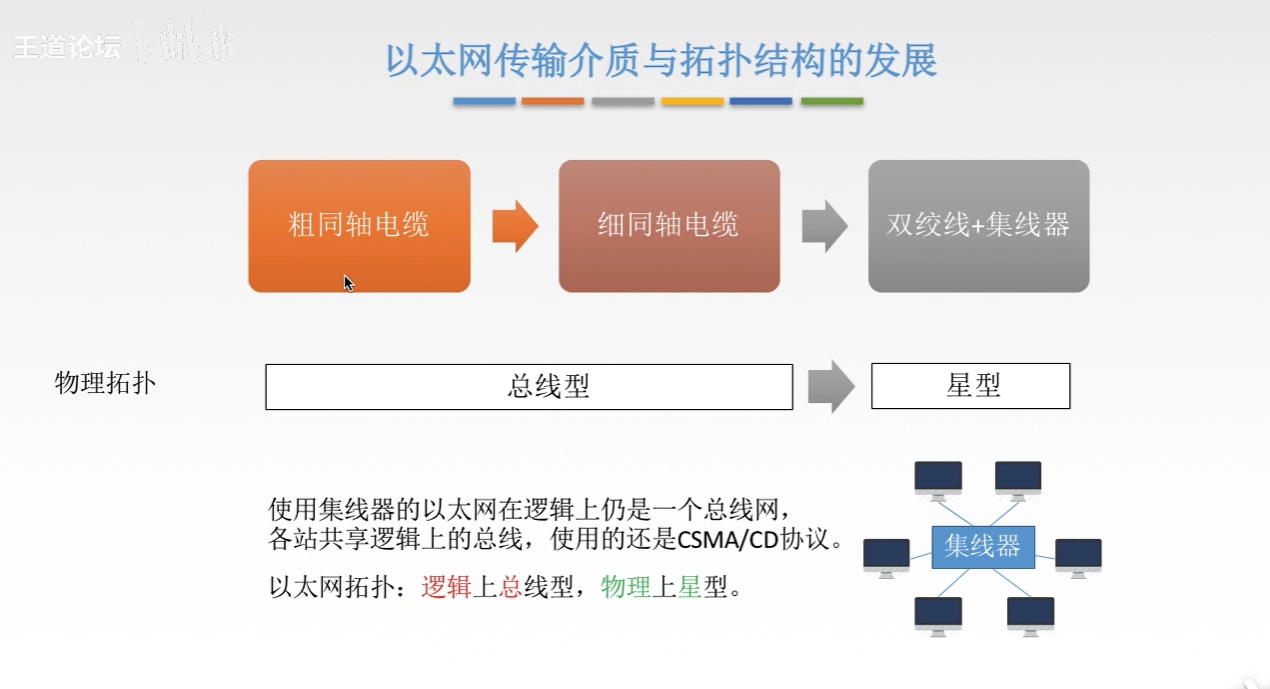 王道论坛 bilibili
以太网传输介质与拓扑结构的发展
粗同轴电缆
细同轴电缆
双绞线+集线器
物理拓扑
总线型
星型
使用集线器的以太网在逻辑上仍是一个总线网，
各站共享逻辑上的总线，使用的还是CSMA/CD协议。
以太网拓扑：逻辑上总线型，物理上星型。
集线器